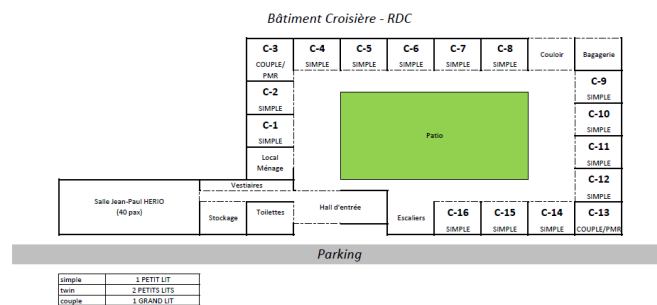 Bâtiment Croisière - RDC
C-3 C-4 C-5 C-6 C-7 C-8 Couloir Bagagerie
COUPLE/ SIMPLE SIMPLE SIMPLE SIMPLE SIMPLE
PMR
C-9
SIMPLE
C-2
SIMPLE
C-10
SIMPLE
C-1
SIMPLE
Patio
C-11
SIMPLE
Local
Ménage
C-12
SIMPLE
Vestiaires
Salle Jean-Paul HERIO
(40 pax)
Stockage
Toilettes
Hall d'entrée
Escaliers
C-16 C-15 C-14 C-13
SIMPLE SIMPLE SIMPLE COUPLE/PMR
Parking
simple 1 PETIT LIT
twin 2 PETITS LITS
couple 1 GRAND LIT